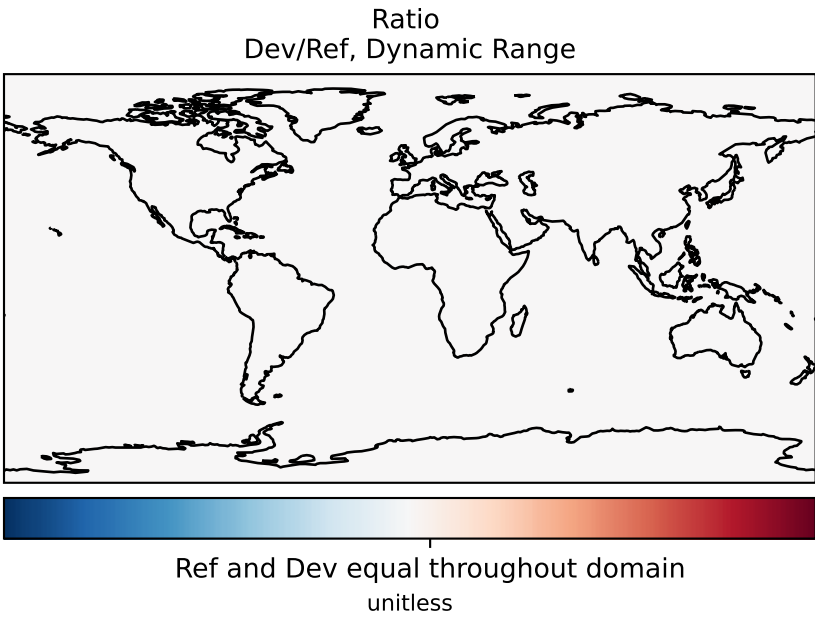 Ratio
Dev/Ref, Dynamic Range
Ref and Dev equal throughout domain
unitless